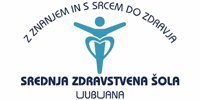 Z ZNANJEM IN S SRCEM DO ZDRAVJA
SREDNJA ZDRAVSTVENA ŠOLA
LJUBLJANA